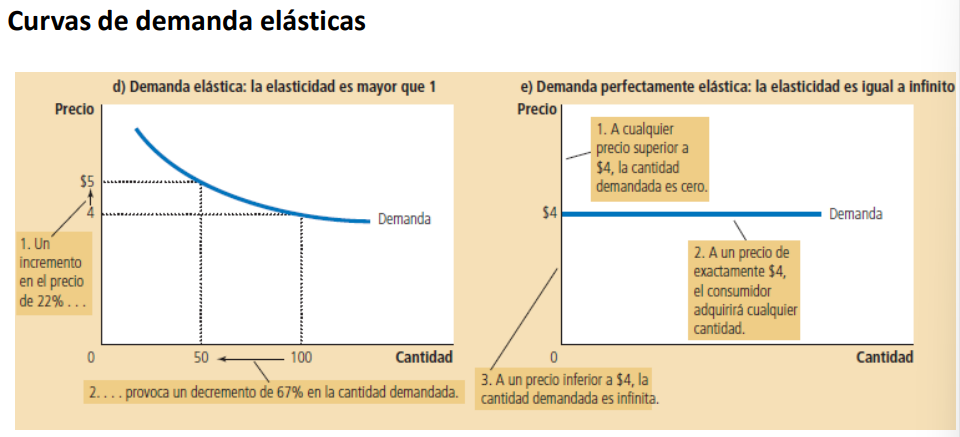 Curvas de demanda elásticas
d) Demanda elástica: la elasticidad es mayor que 1
Precio
$5
4
Demanda
1. Un
incremento
en el precio
de 22% . . .
0
50
100
Cantidad
2. . . . provoca un decremento de 67% en la cantidad demandada.
e) Demanda perfectamente elástica: la elasticidad es igual a infinito
Precio
1. A cualquier
precio superior a
$4, la cantidad
demandada es cero.
$4
Demanda
2. A un precio de
exactamente $4,
el consumidor
adquirirá cualquier
cantidad.
0
Cantidad
3. A un precio inferior a $4, la
cantidad demandada es infinita.